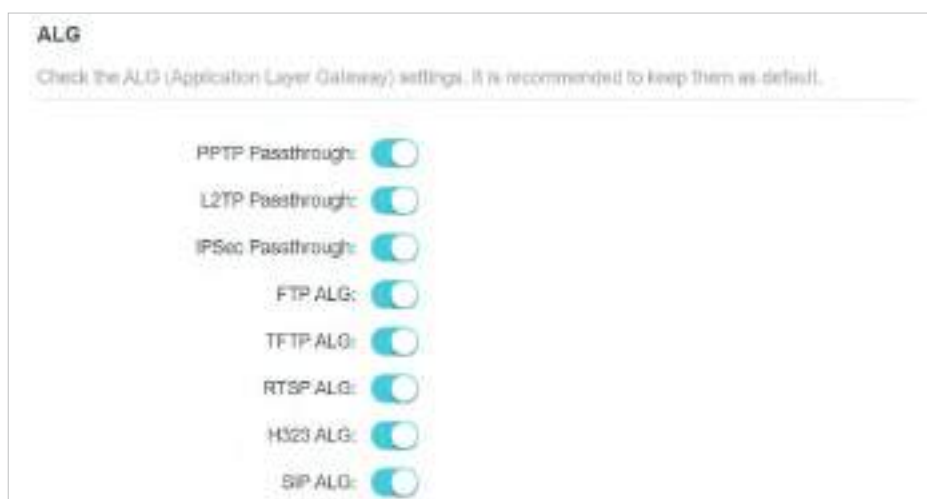 ALG
Check the ALG (Application Layer Gateway) settings. It is recommended to keep them as default.
PPTP Passthrough:
L2TP Passthrough:
IPSec Passthrough:
FTP ALG:
TFTP ALG:
RTSP ALG:
H323 ALG:
SIP ALG: